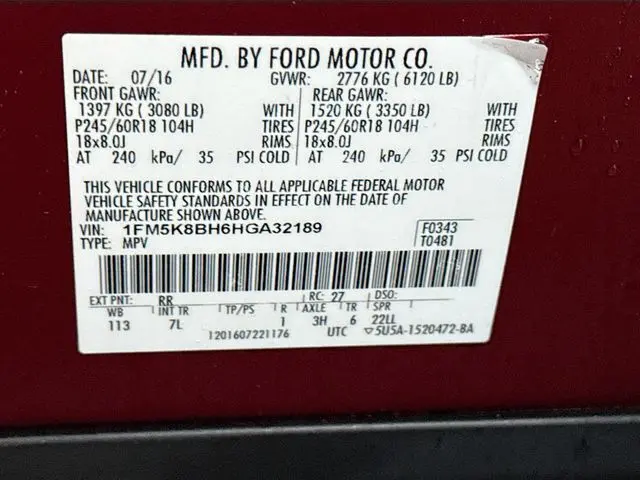 MFD. BY FORD MOTOR CO.
DATE: 07/16 GVWR: 2776 KG ( 6120 LB)
FRONT GAWR: REAR GAWR:
1397 KG ( 3080 LB) WITH 1520 KG ( 3350 LB) WITH
P245/60R18 104H TIRES P245/60R18 104H TIRES
18x8.0J RIMS 18x8.0J RIMS
AT 240 kPa/ 35 PSI COLD AT 240 kPa/ 35 PSI COLD
THIS VEHICLE CONFORMS TO ALL APPLICABLE FEDERAL MOTOR
VEHICLE SAFETY STANDARDS IN EFFECT ON THE DATE OF
MANUFACTURE SHOWN ABOVE.
VIN: 1FM5K8BH6HGA32189 F0343
TYPE: MPV T0481
EXT PNT: RR RC: 27 DSO:
WB INT TR TP/PS R AXLE TR SPR
113 7L 1 3H 6 22LL
1201607221176 UTC ▽5U5A-1520472-BA